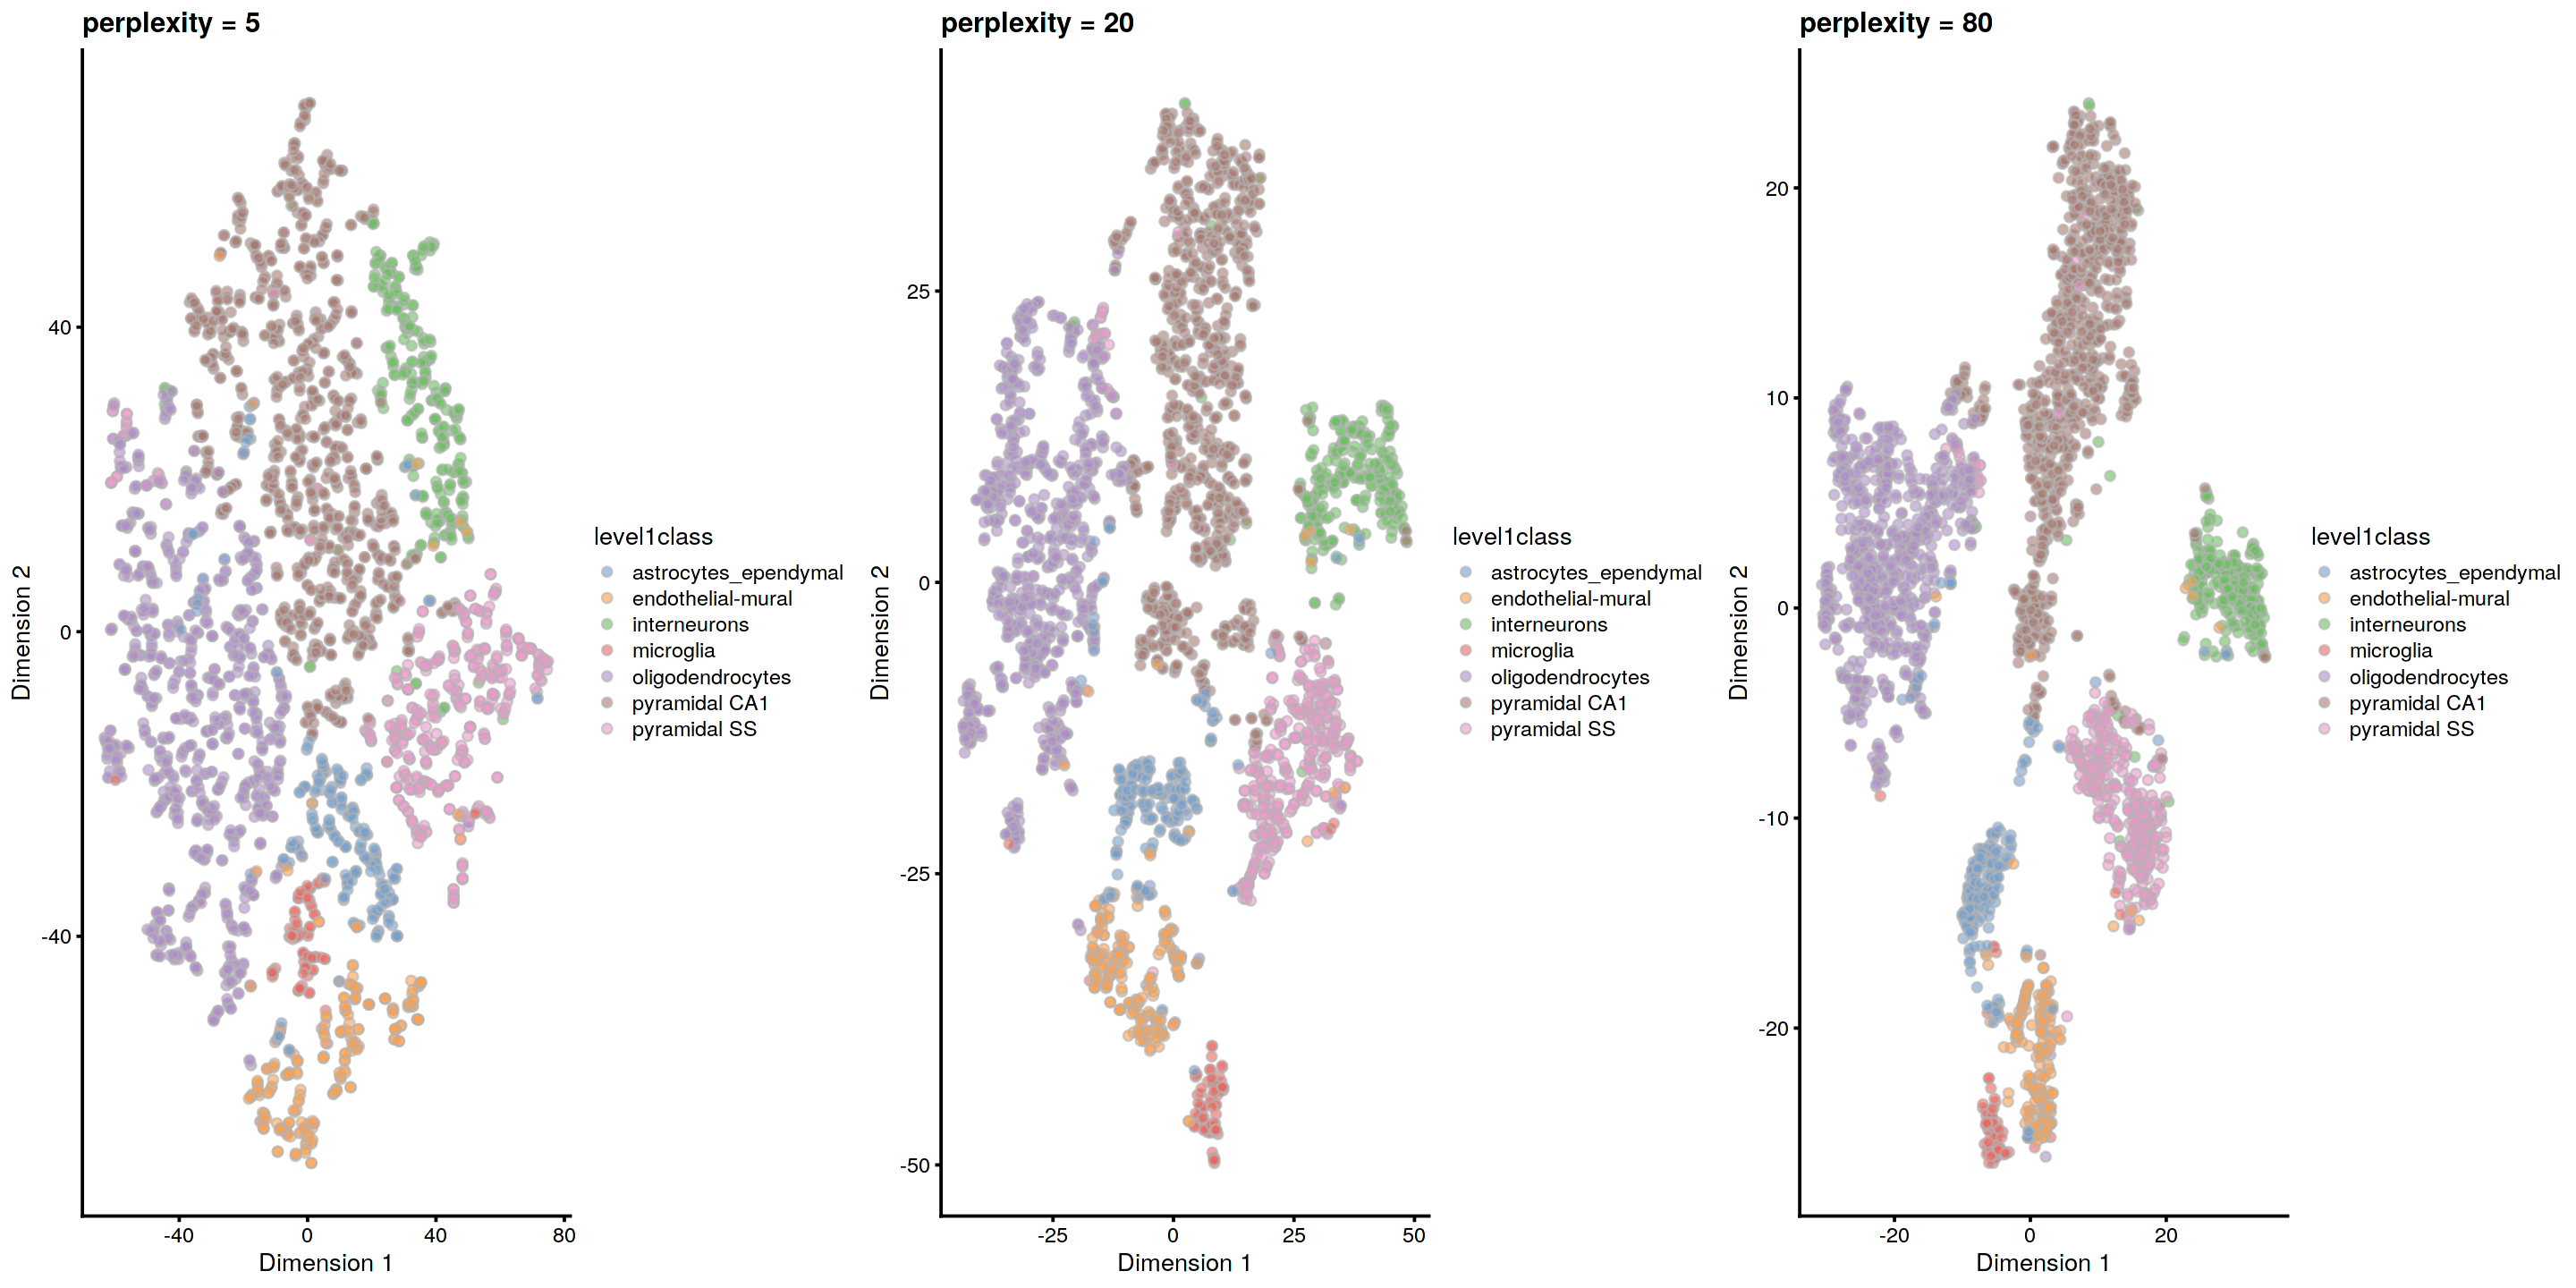 perplexity = 5
40
0
-40
Dimension 2
-40
0
40
80
Dimension 1
level1class
astrocytes_ependymal
endothelial-mural
interneurons
microglia
oligodendrocytes
pyramidal CA1
pyramidal SS
perplexity = 20
25
0
-25
-50
Dimension 2
-25
0
25
50
Dimension 1
level1class
astrocytes_ependymal
endothelial-mural
interneurons
microglia
oligodendrocytes
pyramidal CA1
pyramidal SS
perplexity = 80
20
10
0
-10
-20
Dimension 2
-20
0
20
Dimension 1
level1class
astrocytes_ependymal
endothelial-mural
interneurons
microglia
oligodendrocytes
pyramidal CA1
pyramidal SS